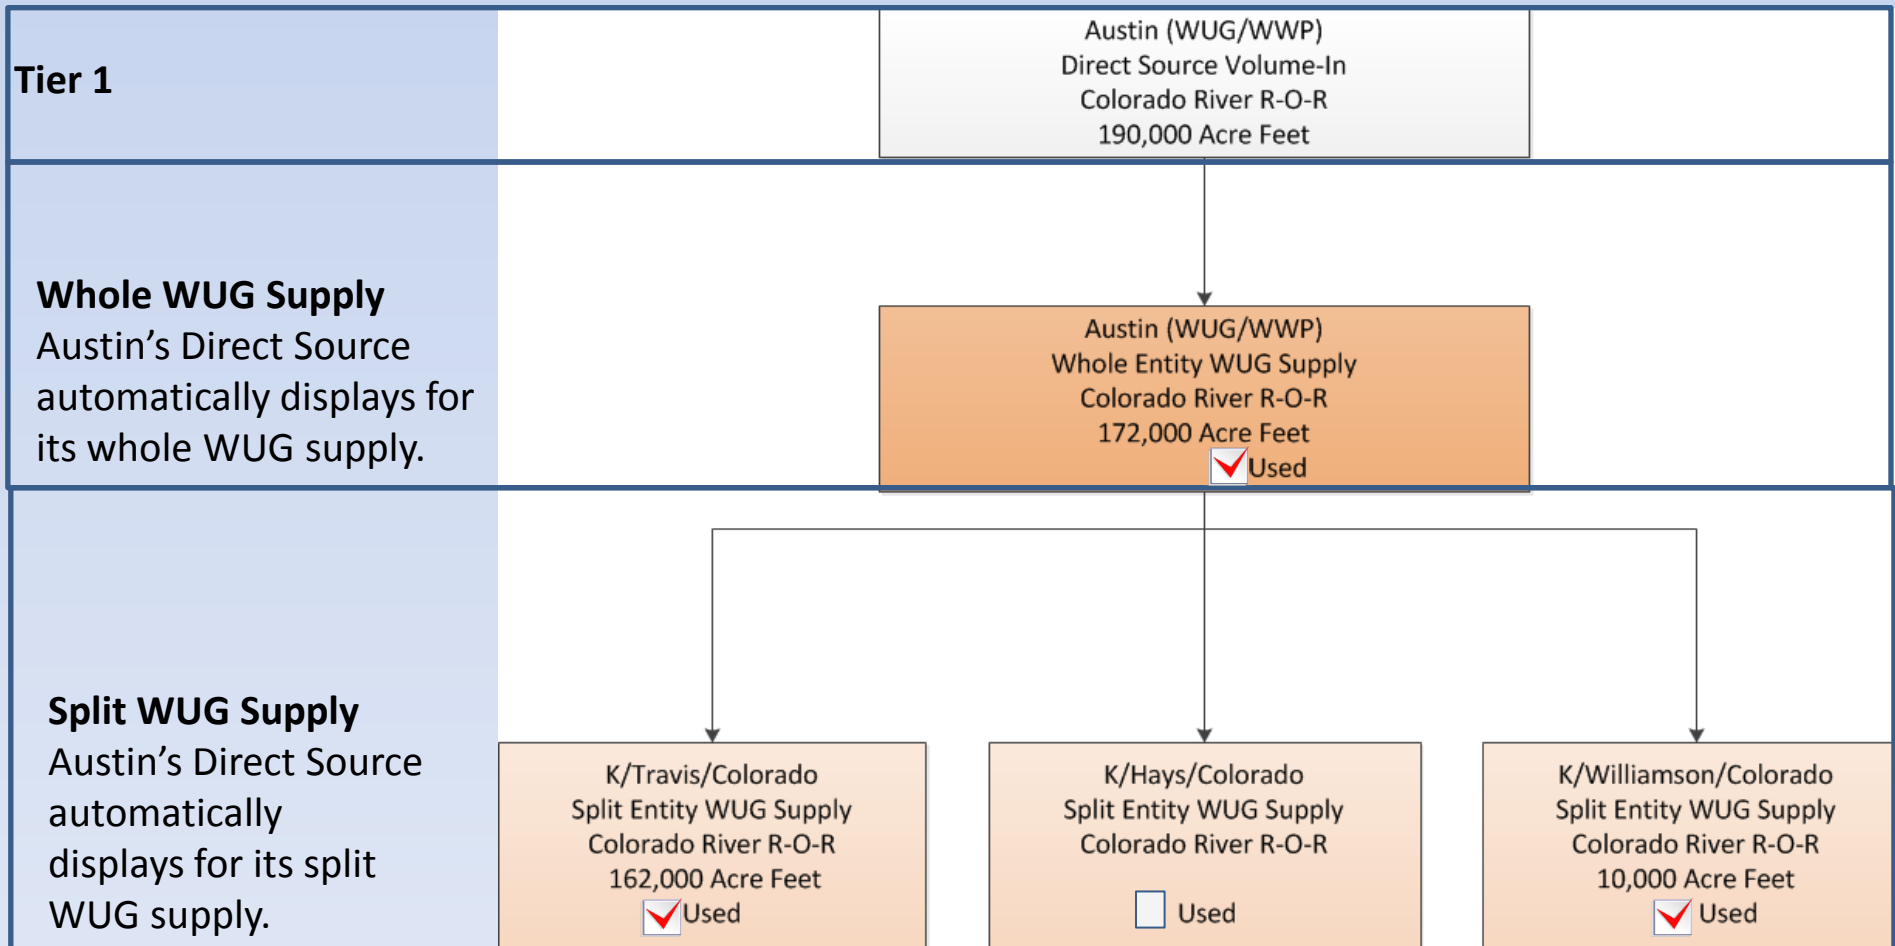 Tier 1
Austin (WUG/WWP)
Direct Source Volume-In
Colorado River R-O-R
190,000 Acre Feet
Whole WUG Supply
Austin’s Direct Source
automatically displays for
its whole WUG supply.
Austin (WUG/WWP)
Whole Entity WUG Supply
Colorado River R-O-R
172,000 Acre Feet
Used
Split WUG Supply
Austin’s Direct Source
automatically
displays for its split
WUG supply.
K/Travis/Colorado
Split Entity WUG Supply
Colorado River R-O-R
162,000 Acre Feet
Used
K/Hays/Colorado
Split Entity WUG Supply
Colorado River R-O-R
Used
K/Williamson/Colorado
Split Entity WUG Supply
Colorado River R-O-R
10,000 Acre Feet
Used